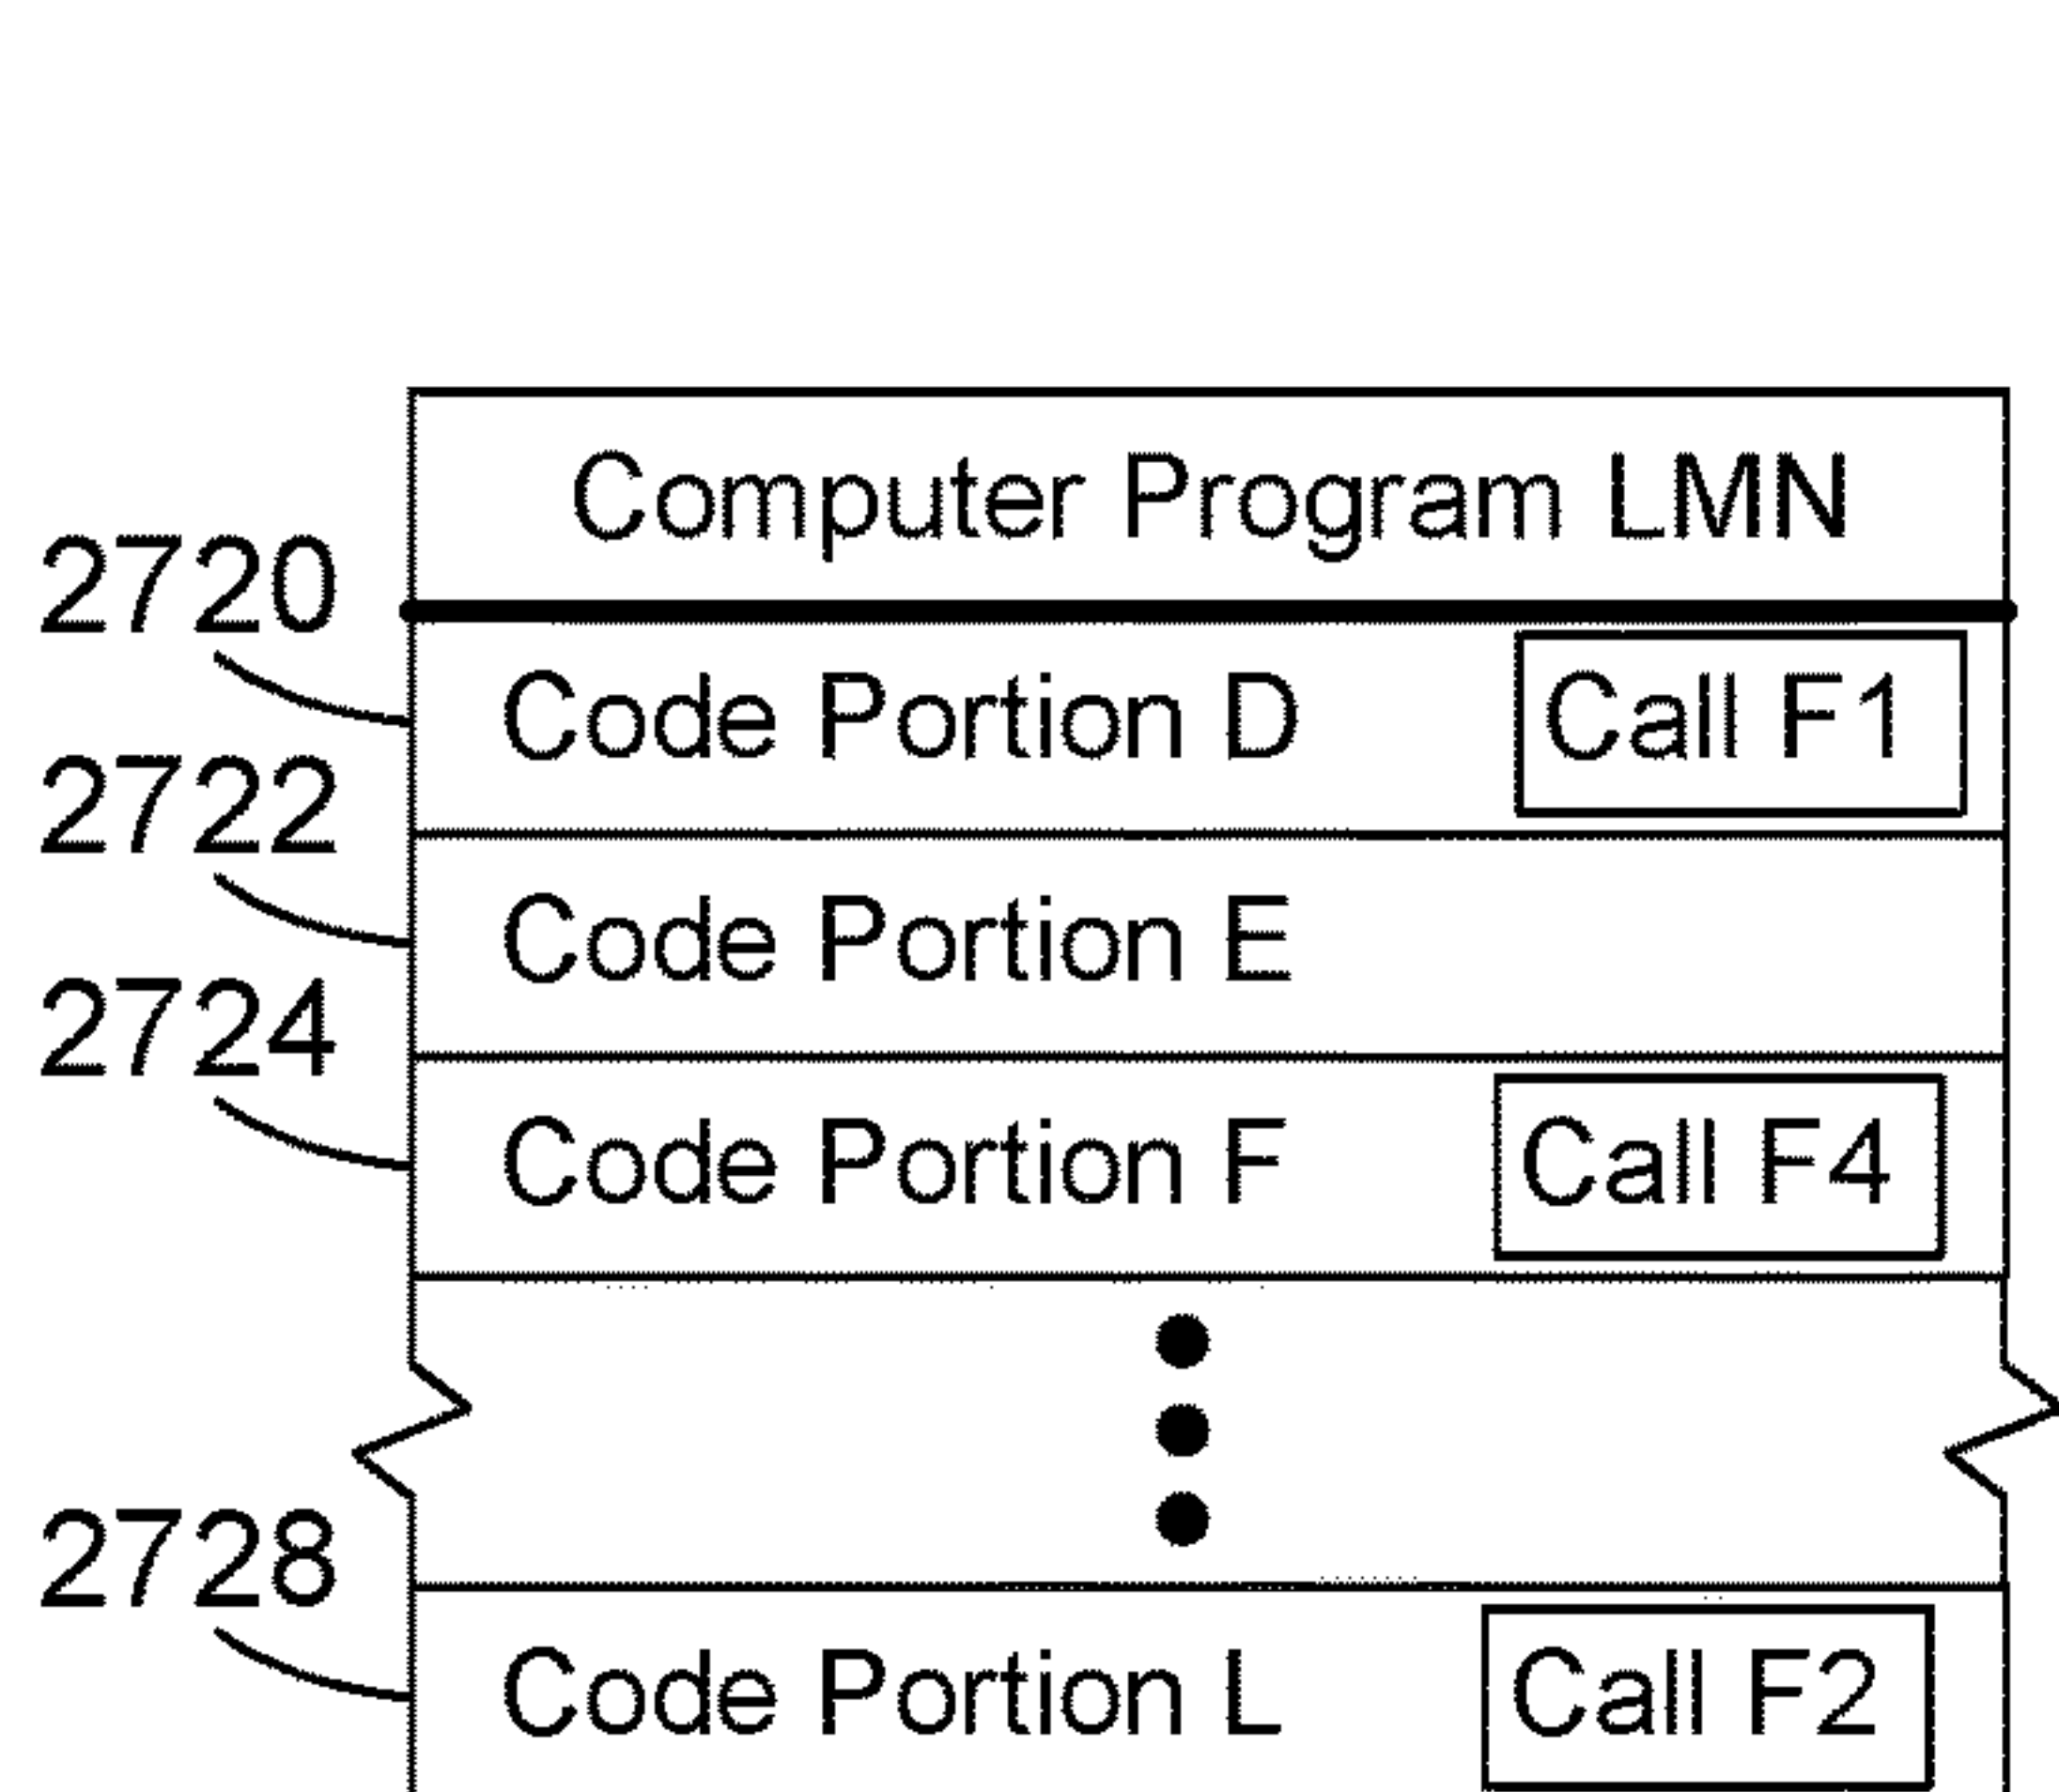 Computer Program LMN
2720
Code Portion D Call F1
2722
Code Portion E
2724
Code Portion F Call F4
2728
Code Portion L Call F2